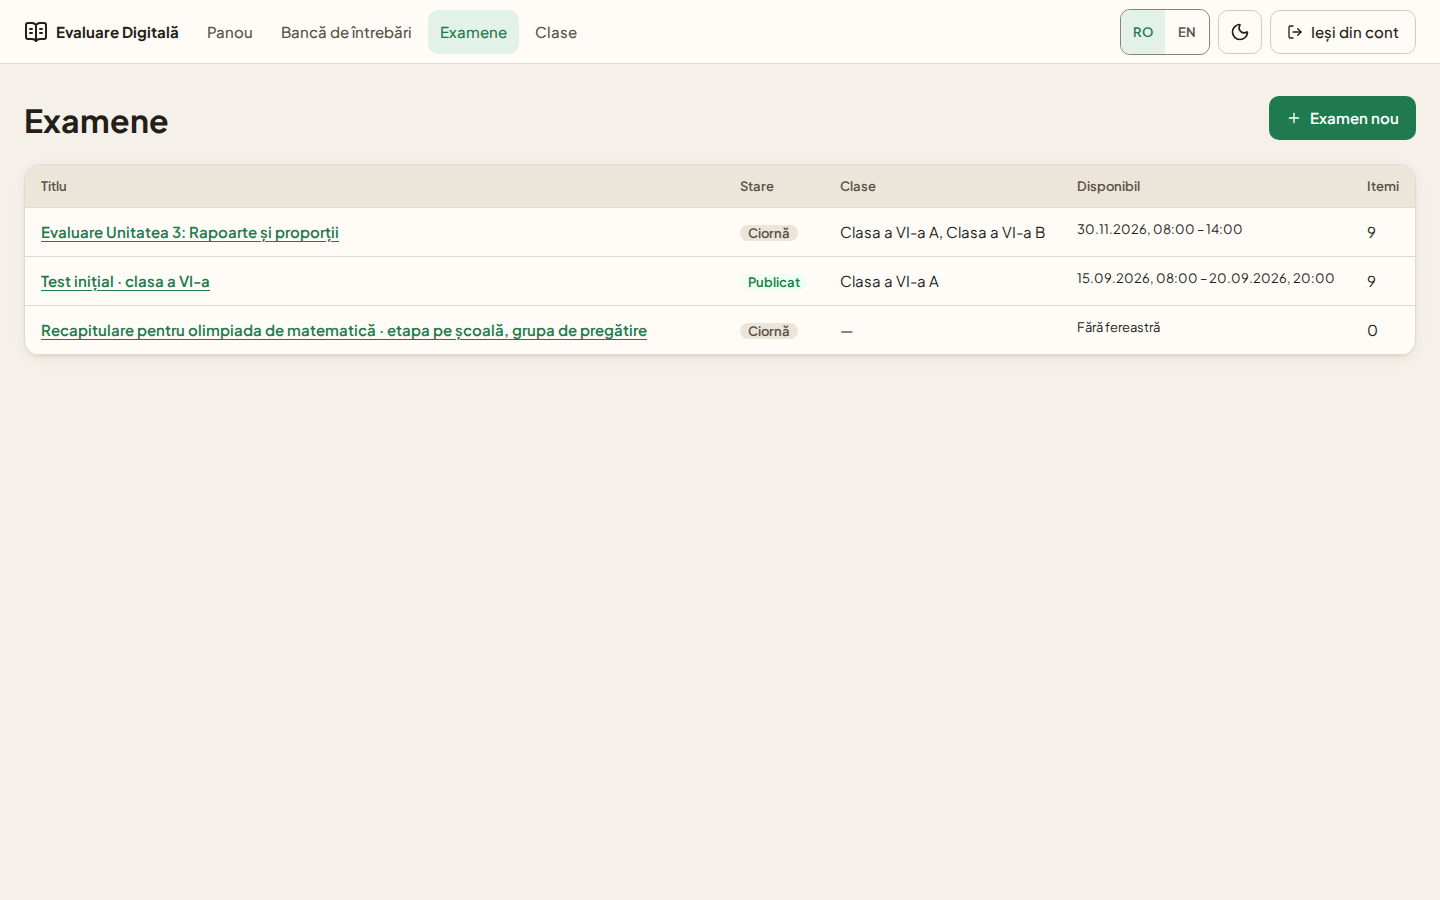 Evaluare Digitală Panou Bancă de întrebări Examene Clase RO EN Ieși din cont
Examene + Examen nou
Titlu Stare Clase Disponibil Itemi
Evaluare Unitatea 3: Rapoarte și proporții Ciornă Clasa a VI-a A, Clasa a VI-a B 30.11.2026, 08:00 – 14:00 9
Test inițial · clasa a VI-a Publicat Clasa a VI-a A 15.09.2026, 08:00 – 20.09.2026, 20:00 9
Recapitulare pentru olimpiada de matematică · etapa pe școală, grupa de pregătire Ciornă — Fără fereastră 0